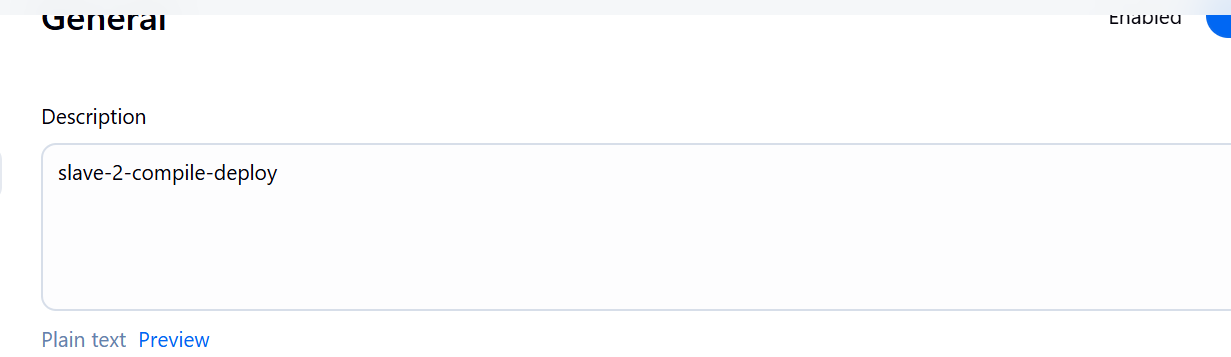 General
Enabled
Description
slave-2-compile-deploy
Plain text Preview